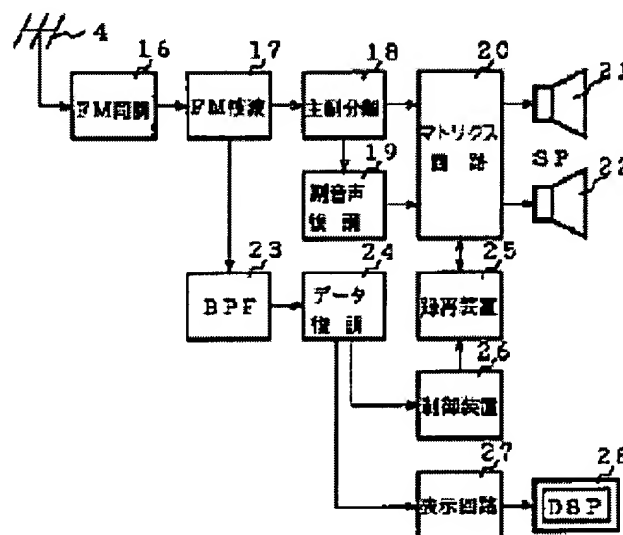 4
16
17
18
20
21
FM同調
FM検波
主副分離
マトリクス
回路
SP
19
副音声
復調
22
23
24
25
BPF
データ
復調
録再装置
26
制御装置
27
28
表示回路
DSP